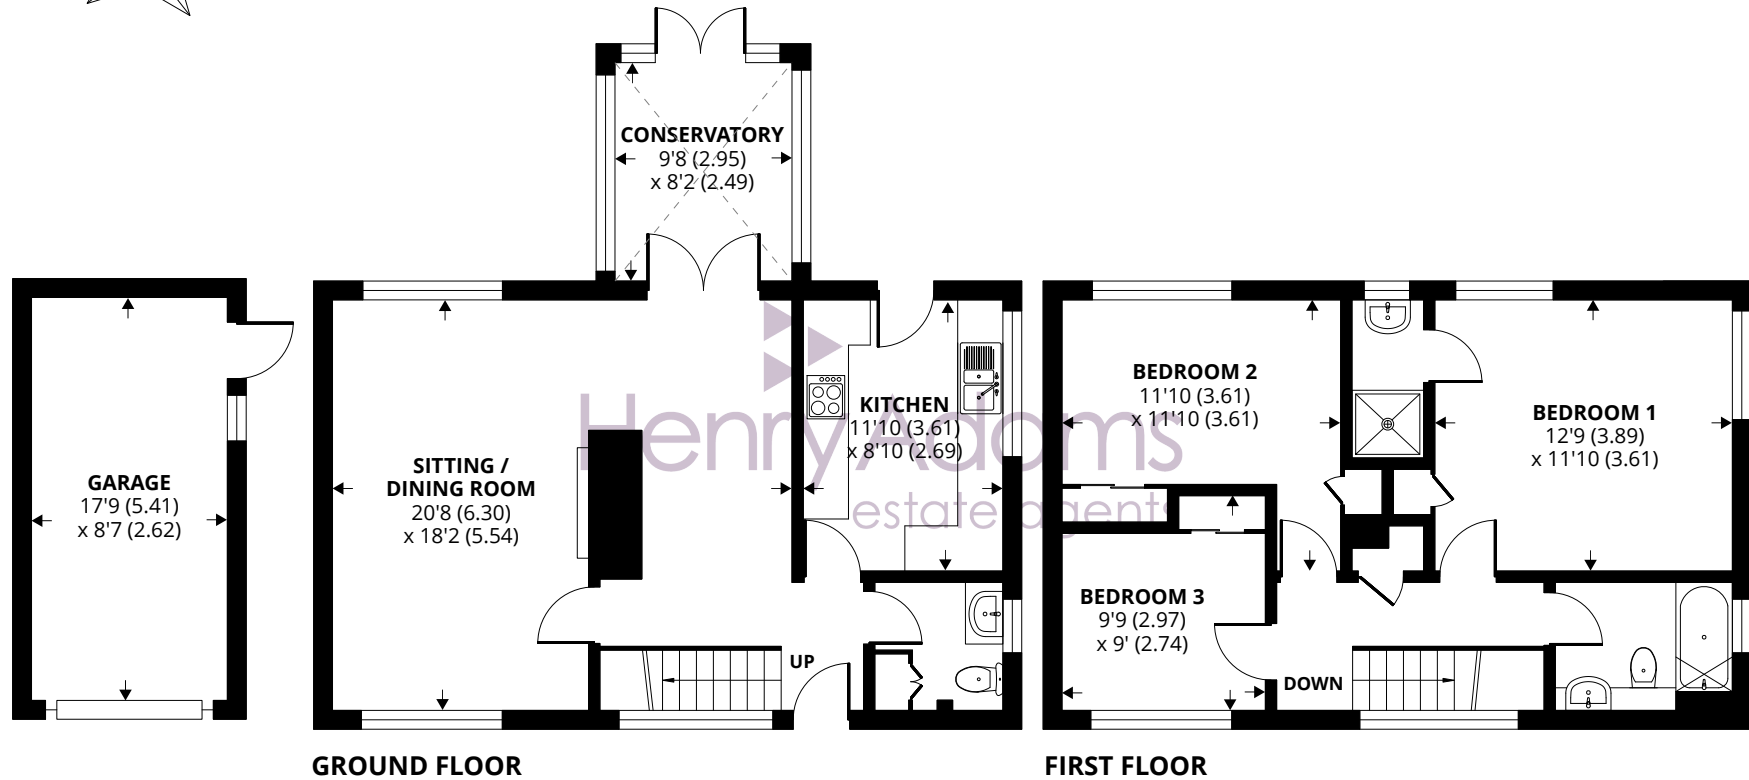 CONSERVATORY
9'8 (2.95)
x 8'2 (2.49)
GARAGE
17'9 (5.41)
x 8'7 (2.62)
SITTING /
DINING ROOM
20'8 (6.30)
x 18'2 (5.54)
KITCHEN
11'10 (3.61)
x 8'10 (2.69)
UP
Henry Adams
estate agents
GROUND FLOOR
BEDROOM 2
11'10 (3.61)
x 11'10 (3.61)
BEDROOM 1
12'9 (3.89)
x 11'10 (3.61)
BEDROOM 3
9'9 (2.97)
x 9' (2.74)
DOWN
FIRST FLOOR